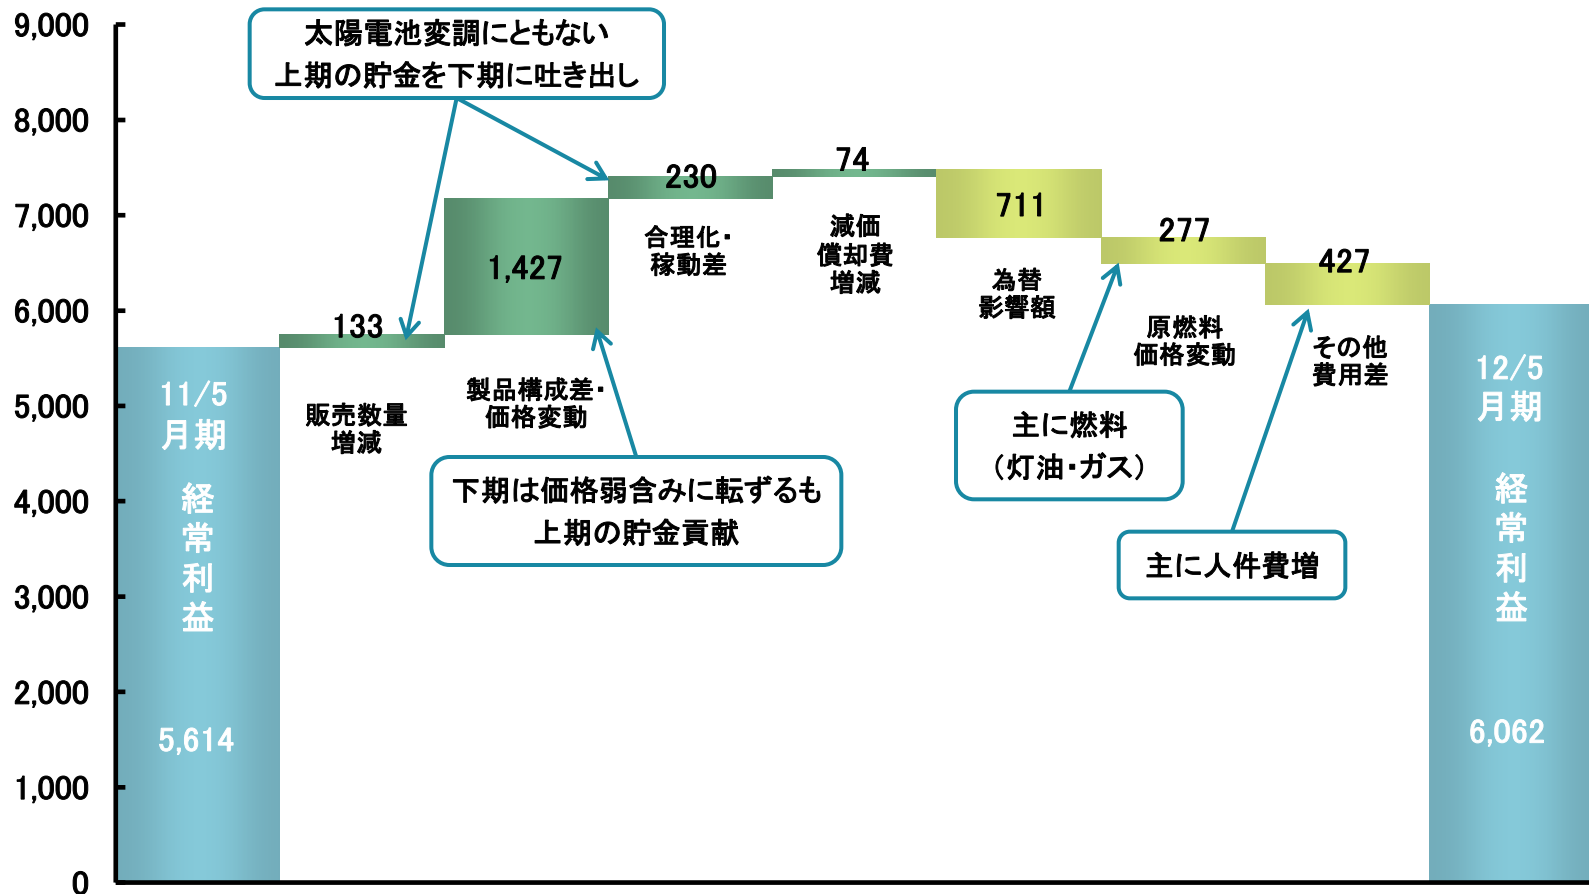 9,000
8,000
7,000
6,000
5,000
4,000
3,000
2,000
1,000
0
太陽電池変調にともない
上期の貯金を下期に吐き出し
11/5
月期
経
常
利
益
5,614
133
販売数量
増減
1,427
製品構成差・
価格変動
下期は価格弱含みに転ずるも
上期の貯金貢献
230
合理化・
稼動差
74
減価
償却費
増減
711
為替
影響額
277
原燃料
価格変動
主に燃料
（灯油・ガス）
427
その他
費用差
主に人件費増
12/5
月期
経
常
利
益
6,062